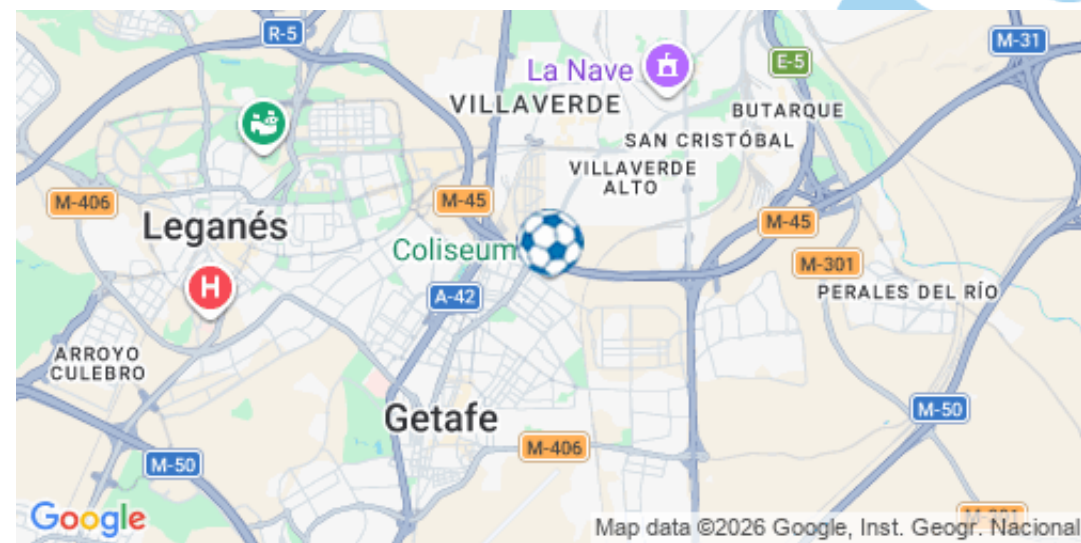 R-5
M-31
La Nave
E-5
VILLAVERDE
BUTARQUE
SAN CRISTÓBAL
VILLAVERDE
ALTO
M-406
M-45
Leganés
M-45
Coliseum
M-301
H
A-42
PERALES DEL RÍO
ARROYO
CULEBRO
Getafe
M-50
M-406
M-50
Google
Map data ©2026 Google, Inst. Geogr. Nacional